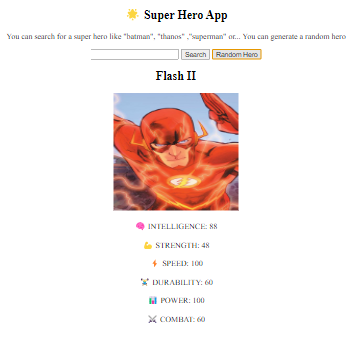 🌟 Super Hero App
You can search for a super hero like "batman", "thanos" ,"superman" or... You can generate a random hero
Search Random Hero
Flash II
🧠 INTELLIGENCE: 88
💪 STRENGTH: 48
⚡ SPEED: 100
🏋️ DURABILITY: 60
📊 POWER: 100
⚔️ COMBAT: 60